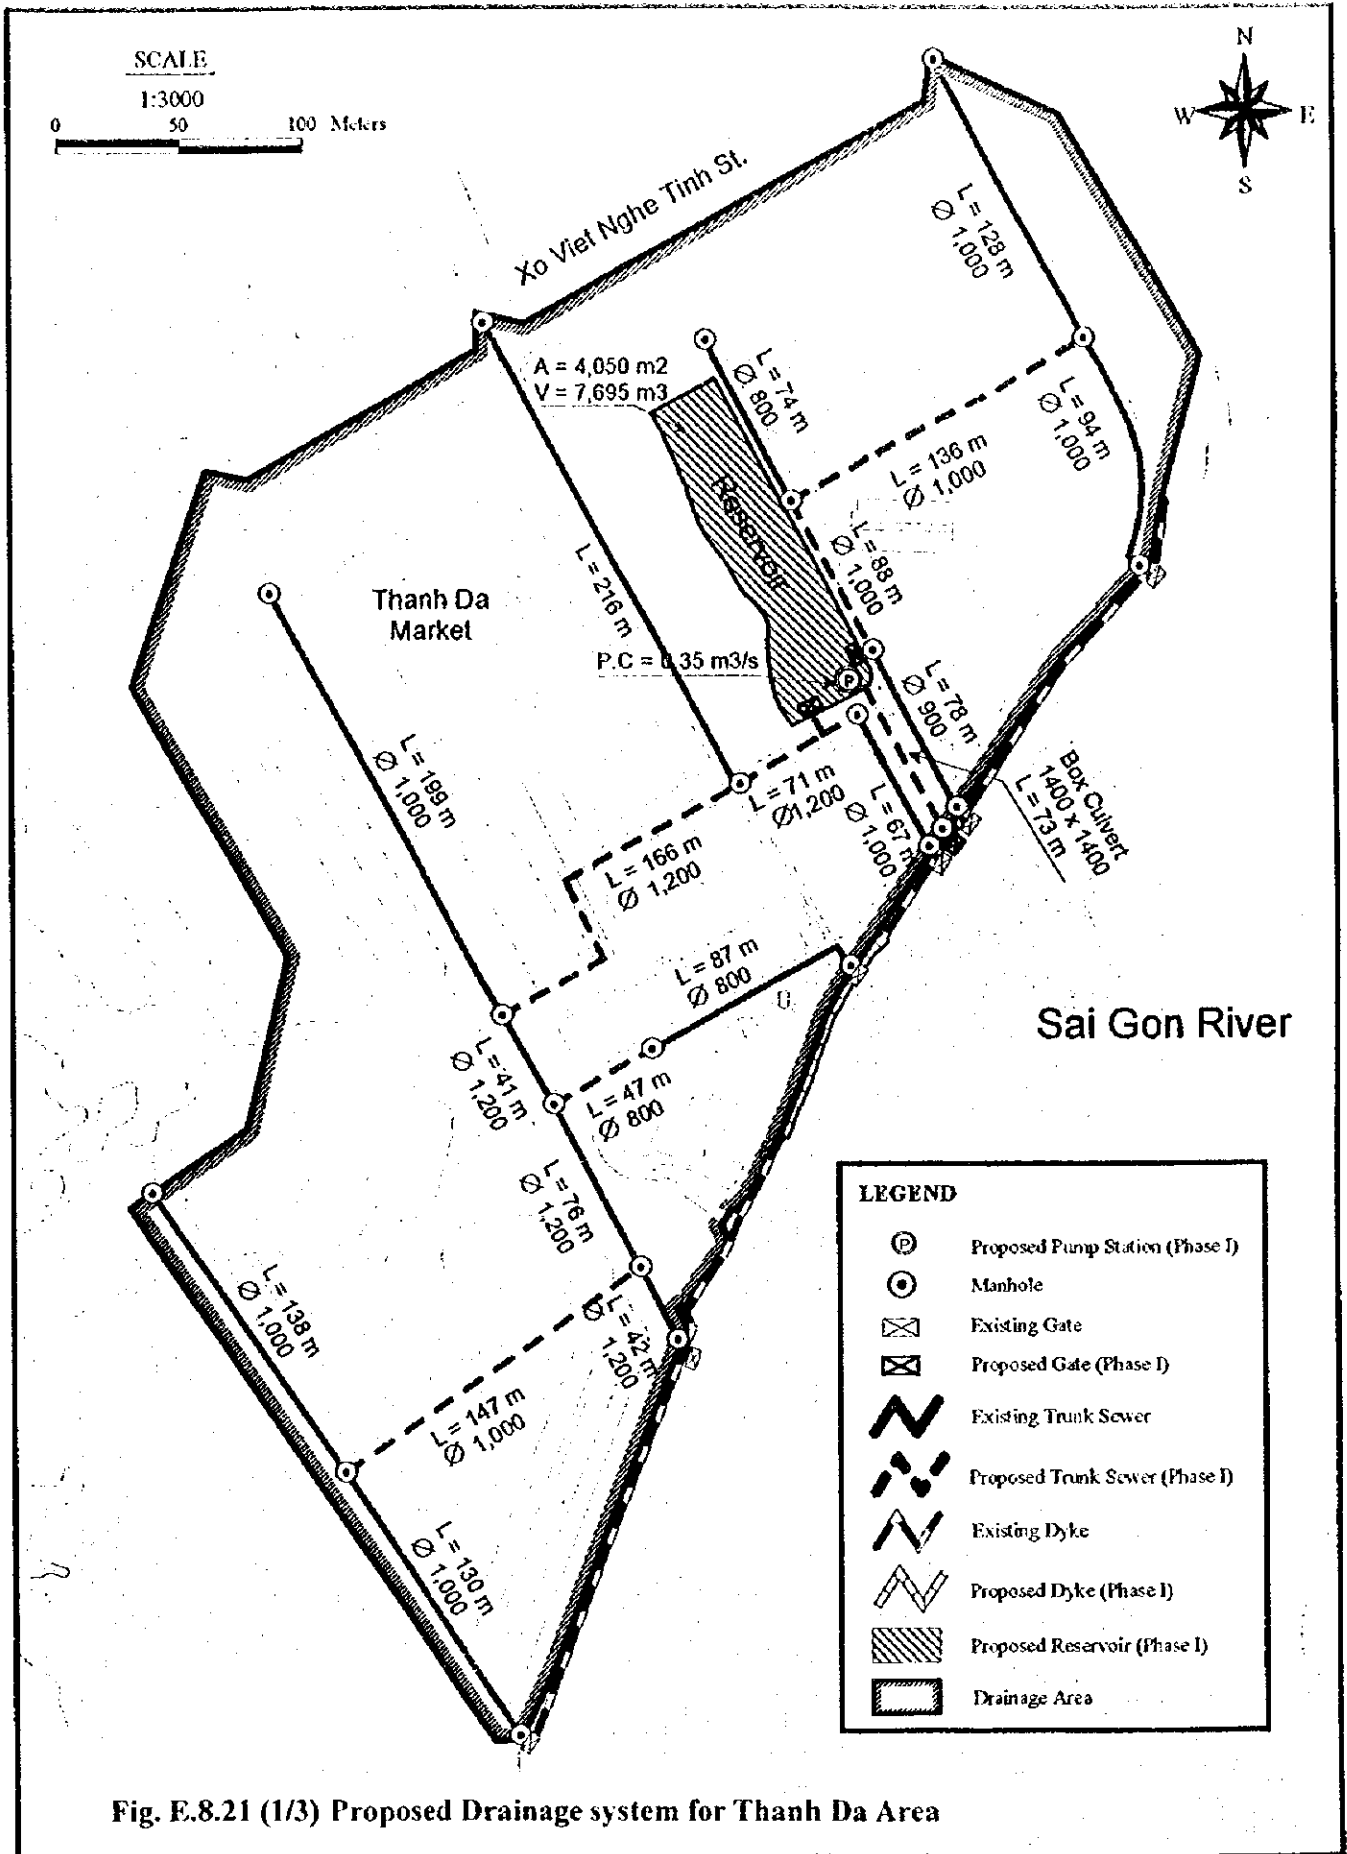 SCALE
1:3000
0 50 100 Meters
N
W E
S
Xo Viet Nghe Tinh St.
L = 128 m
Ø 1,000
A = 4,050 m2
V = 7,695 m3
L = 74 m
Ø 800
L = 94 m
Ø 1,000
L = 136 m
Ø 1,000
Reservoir
L = 88 m
Ø 1,000
L = 216 m
Thanh Da
Market
P.C = 0.35 m3/s
P
L = 78 m
Ø 900
L = 199 m
Ø 1,000
L = 71 m
Ø1,200
L = 67 m
Ø 1,000
Box Culvert
1400 x 1400
L = 73 m
L = 166 m
Ø 1,200
L = 87 m
Ø 800
Sai Gon River
L = 41 m
Ø 1,200
L = 47 m
Ø 800
L = 76 m
Ø 1,200
L = 138 m
Ø 1,000
L = 42 m
Ø 1,200
L = 147 m
Ø 1,000
L = 130 m
Ø 1,000
LEGEND
P Proposed Pump Station (Phase I)
Manhole
Existing Gate
Proposed Gate (Phase I)
Existing Trunk Sewer
Proposed Trunk Sewer (Phase I)
Existing Dyke
Proposed Dyke (Phase I)
Proposed Reservoir (Phase I)
Drainage Area
Fig. E.8.21 (1/3) Proposed Drainage system for Thanh Da Area